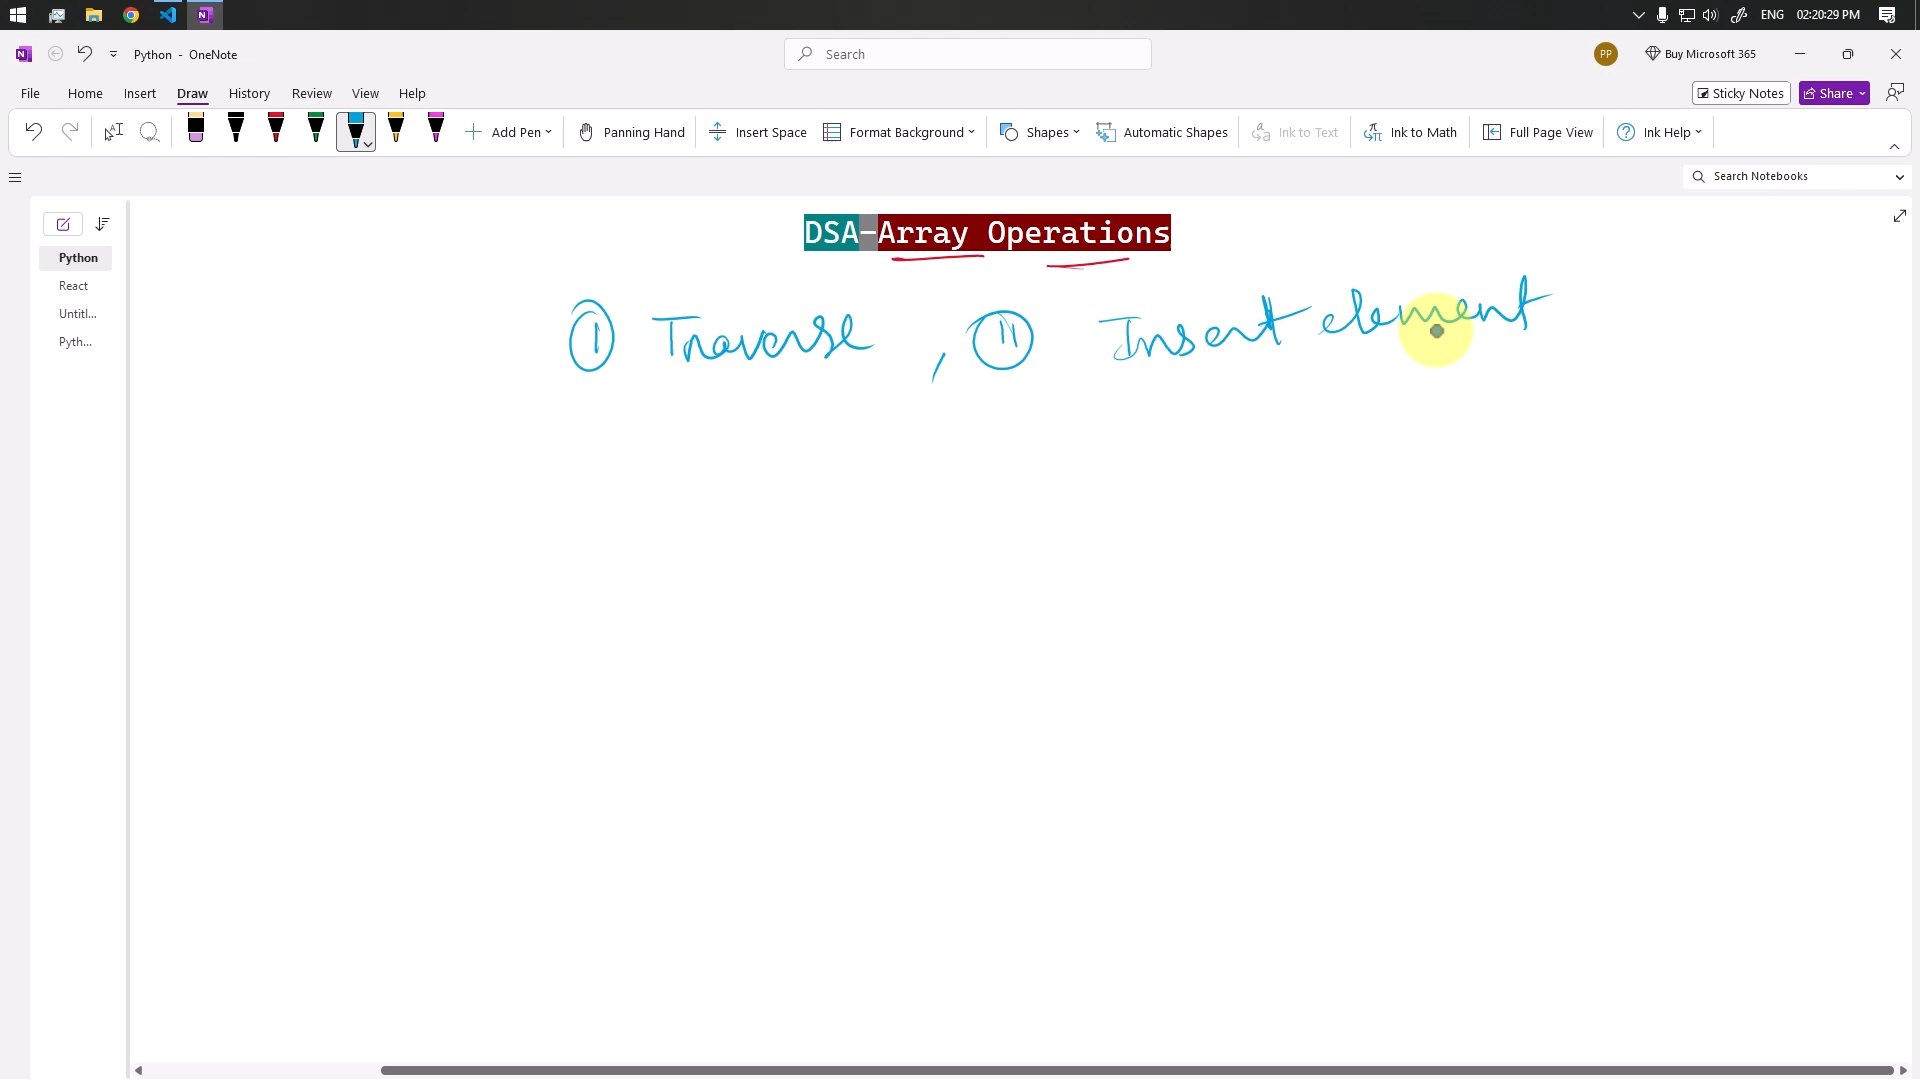 ENG 02:20:29 PM
Python - OneNote Search PP Buy Microsoft 365
File Home Insert Draw History Review View Help Sticky Notes Share
Add Pen Panning Hand Insert Space Format Background Shapes Automatic Shapes Ink to Text Ink to Math Full Page View Ink Help
Search Notebooks
DSA-Array Operations
Python
React
Untitl...
Pyth...
① Traverse , ⑪ Insert element